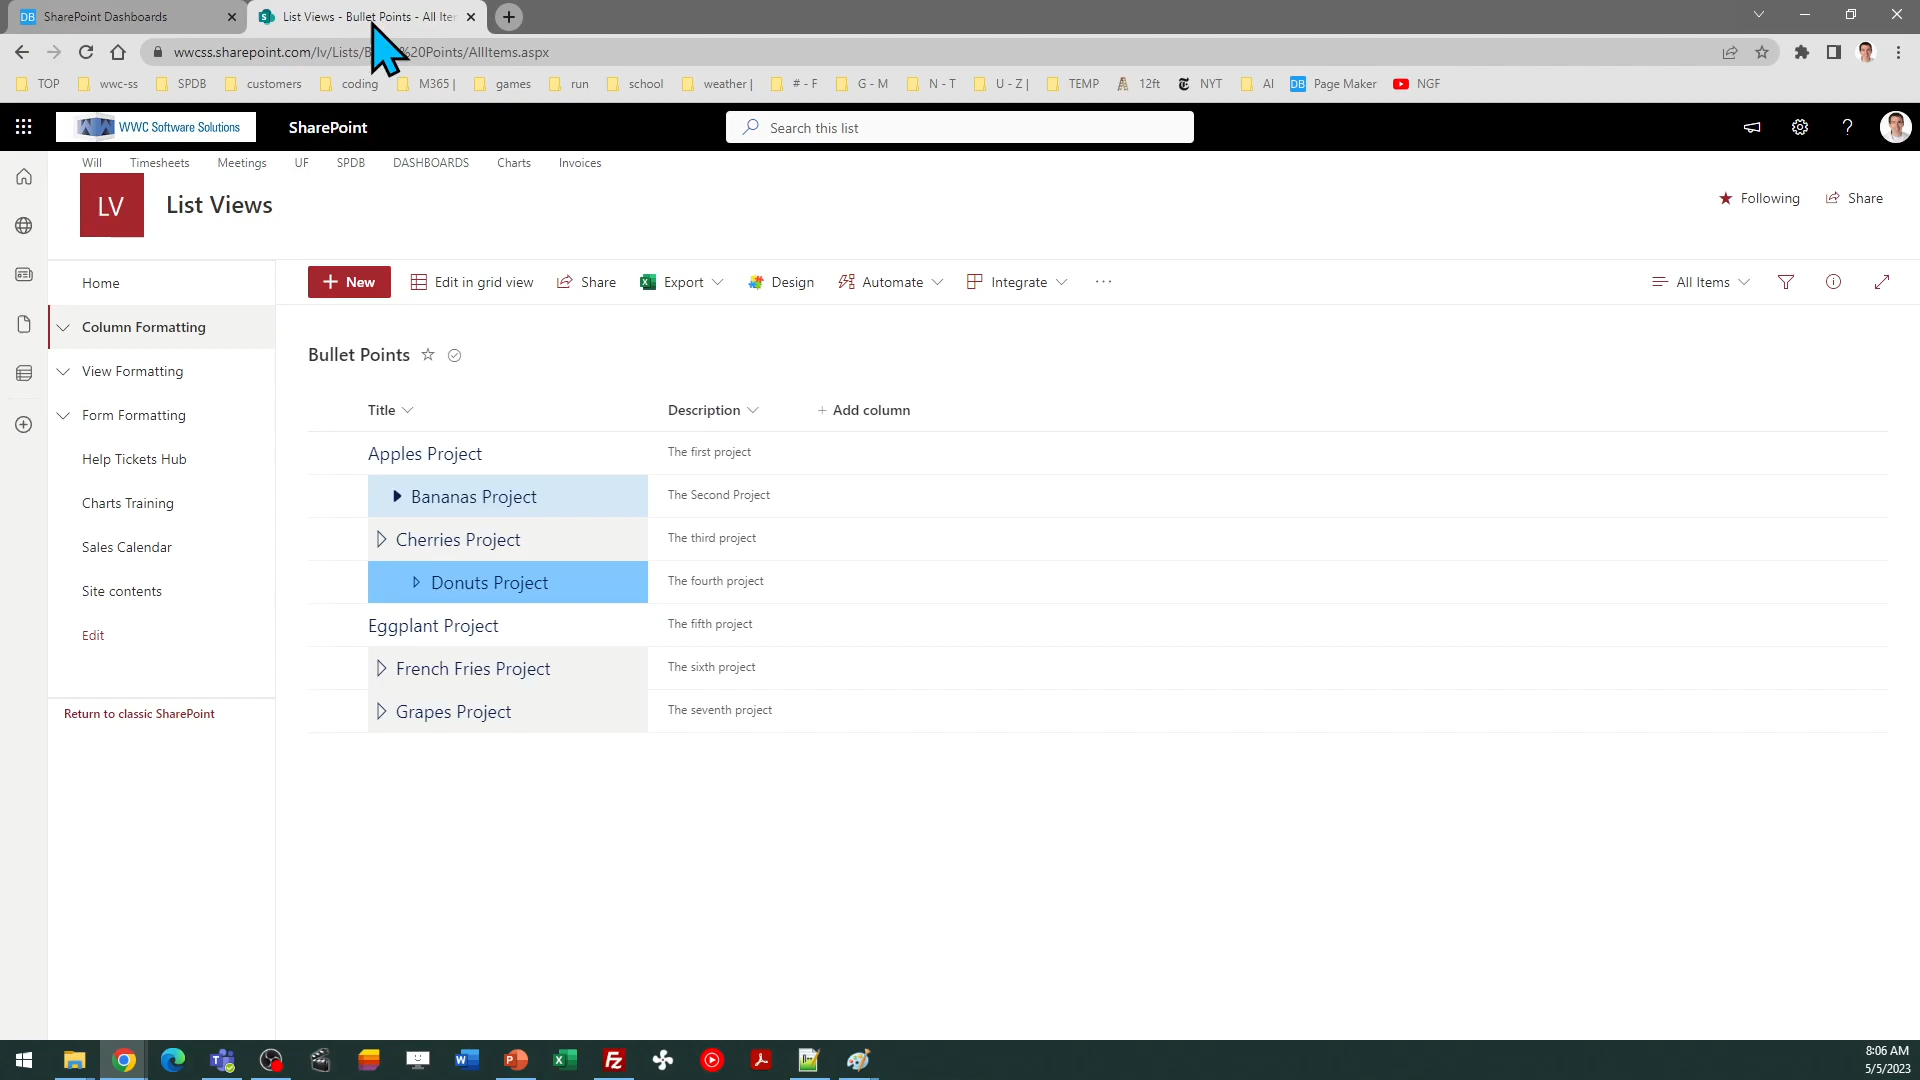 DB SharePoint Dashboards
S List Views - Bullet Points - All Iter
wwcss.sharepoint.com/lv/Lists/B %20Points/AllItems.aspx
TOP wwc-ss SPDB customers coding M365 | games run school weather | # - F G - M N - T U - Z | TEMP 12ft NYT AI DB Page Maker NGF
WWC Software Solutions SharePoint Search this list ?
Will Timesheets Meetings UF SPDB DASHBOARDS Charts Invoices
LV List Views
Following Share
+ New Edit in grid view Share Export Design Automate Integrate ... All Items
Home
Column Formatting
View Formatting
Form Formatting
Help Tickets Hub
Charts Training
Sales Calendar
Site contents
Edit
Return to classic SharePoint
Bullet Points
Title Description + Add column
Apples Project The first project
Bananas Project The Second Project
Cherries Project The third project
Donuts Project The fourth project
Eggplant Project The fifth project
French Fries Project The sixth project
Grapes Project The seventh project
8:06 AM
5/5/2023